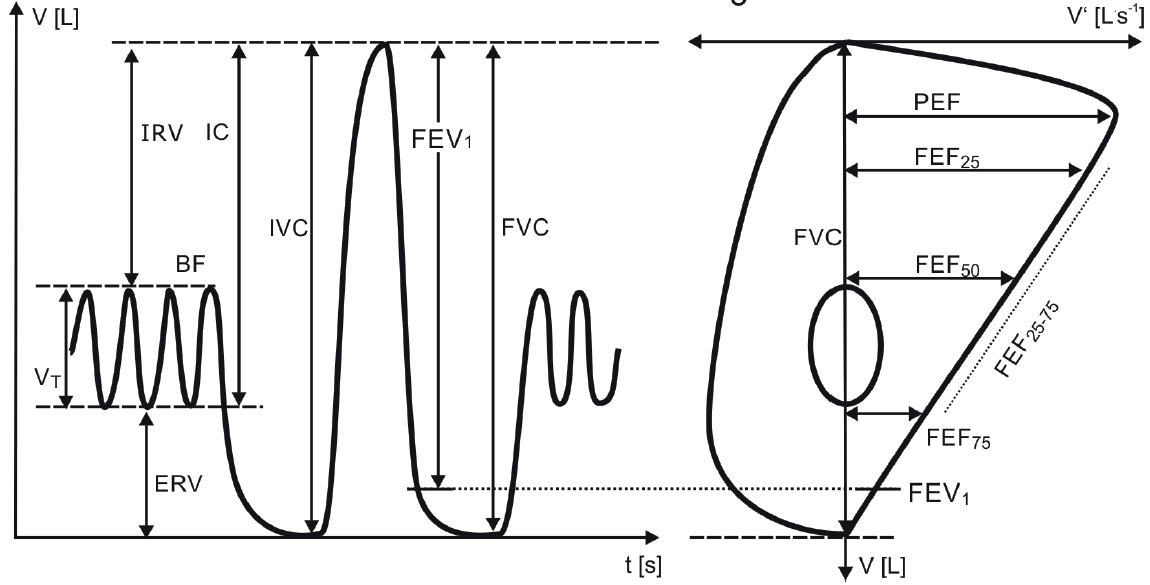 V [L]
IRV
IC
BF
V_T
ERV
IVC
FEV₁
FVC
t [s]
V' [L s⁻¹]
PEF
FEF₂₅
FVC
FEF₅₀
FEF₂₅₋₇₅
FEF₇₅
FEV₁
V [L]